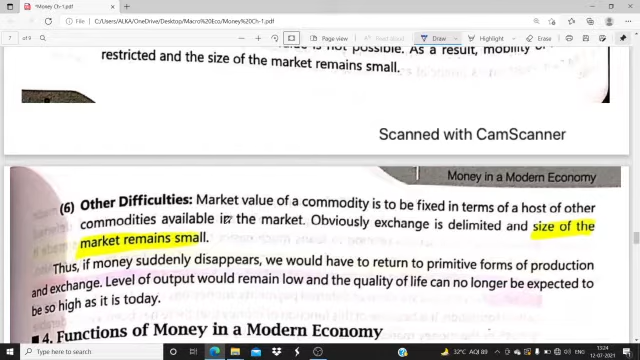 *Money Ch-1.pdf
File | C:/Users/ALKA/OneDrive/Desktop/Macro%20Eco/Money%20Ch-1.pdf
7 of 9
Page view
Draw
Highlight
Erase
is not possible. As a result, mobility of
restricted and the size of the market remains small.
Scanned with CamScanner
Money in a Modern Economy
(6) Other Difficulties: Market value of a commodity is to be fixed in terms of a host of other
commodities available in the market. Obviously exchange is delimited and size of the
market remains small.
Thus, if money suddenly disappears, we would have to return to primitive forms of production
and exchange. Level of output would remain low and the quality of life can no longer be expected to
be so high as it is today.
4. Functions of Money in a Modern Economy
Type here to search
32°C AQI 89
ENG
13:24
12-07-2021